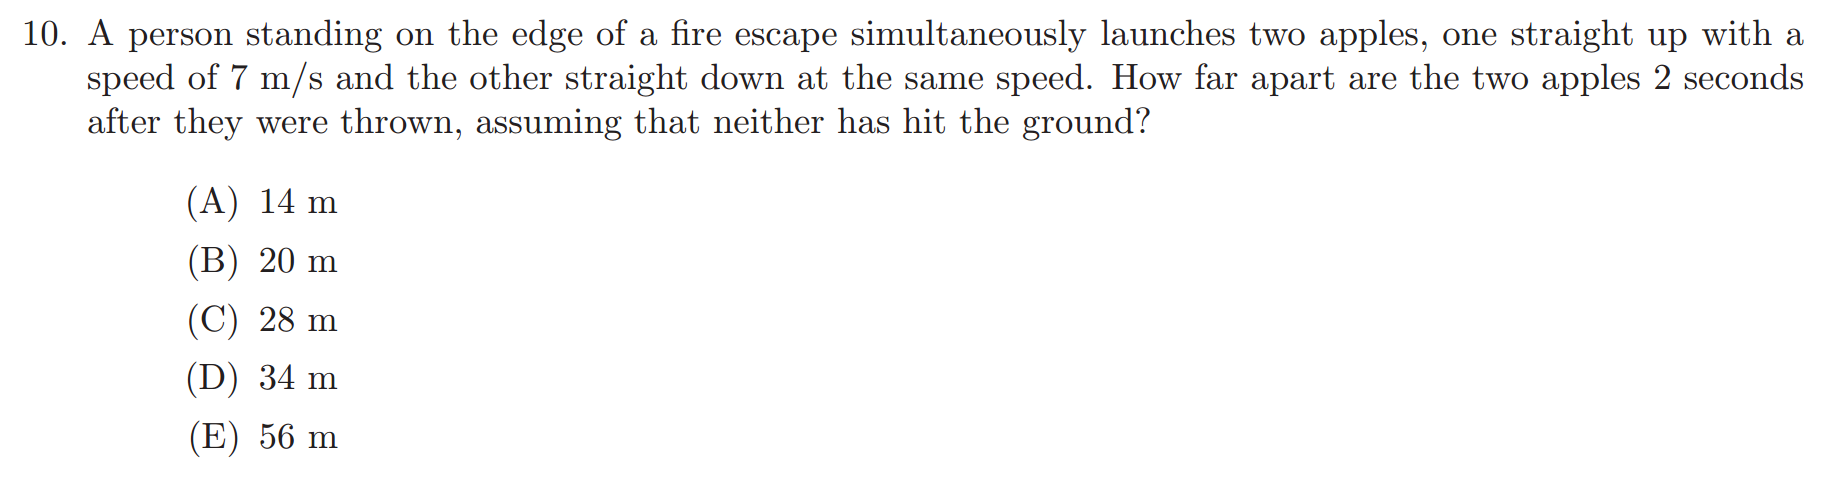 10. A person standing on the edge of a fire escape simultaneously launches two apples, one straight up with a
speed of 7 m/s and the other straight down at the same speed. How far apart are the two apples 2 seconds
after they were thrown, assuming that neither has hit the ground?
(A) 14 m
(B) 20 m
(C) 28 m
(D) 34 m
(E) 56 m